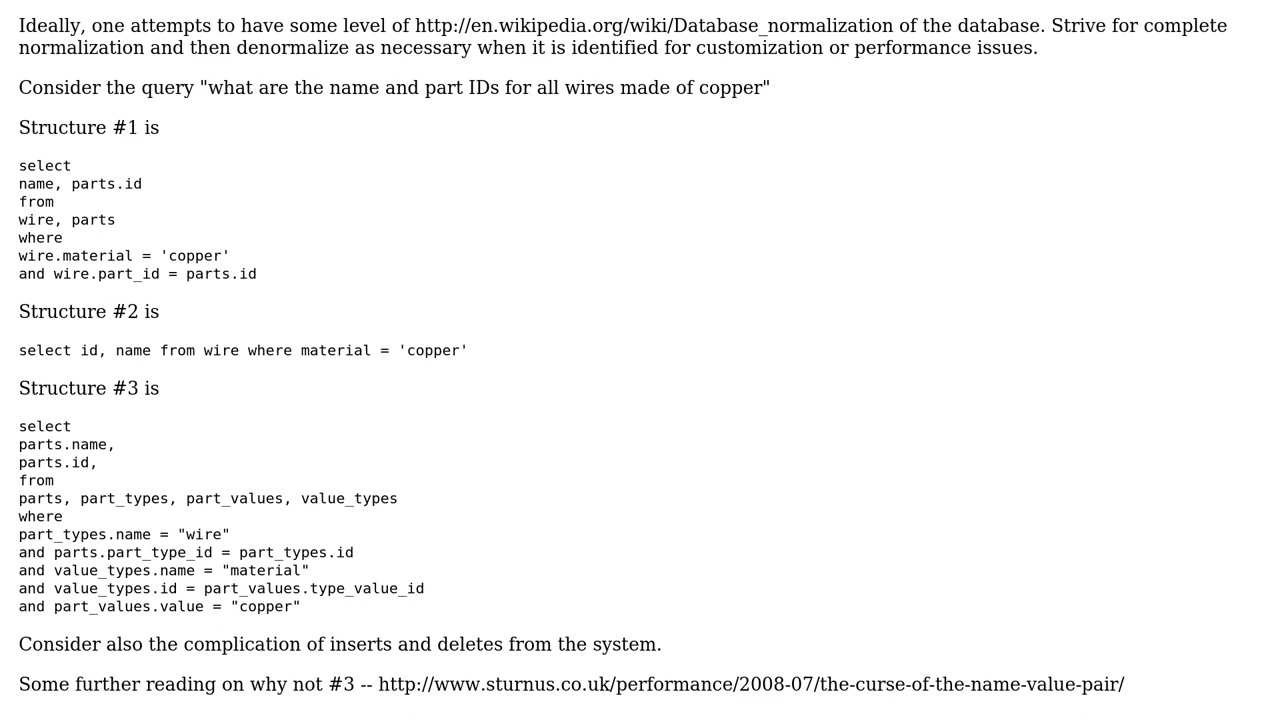 Ideally, one attempts to have some level of http://en.wikipedia.org/wiki/Database_normalization of the database. Strive for complete
normalization and then denormalize as necessary when it is identified for customization or performance issues.
Consider the query "what are the name and part IDs for all wires made of copper"
Structure #1 is
select
name, parts.id
from
wire, parts
where
wire.material = 'copper'
and wire.part_id = parts.id
Structure #2 is
select id, name from wire where material = 'copper'
Structure #3 is
select
parts.name,
parts.id,
from
parts, part_types, part_values, value_types
where
part_types.name = "wire"
and parts.part_type_id = part_types.id
and value_types.name = "material"
and value_types.id = part_values.type_value_id
and part_values.value = "copper"
Consider also the complication of inserts and deletes from the system.
Some further reading on why not #3 -- http://www.sturnus.co.uk/performance/2008-07/the-curse-of-the-name-value-pair/